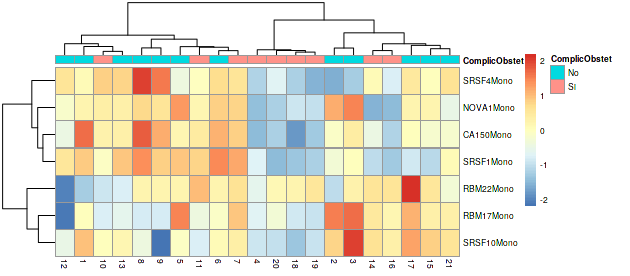 ComplicObstet
SRSF4Mono
NOVA1Mono
CA150Mono
SRSF1Mono
RBM22Mono
RBM17Mono
SRSF10Mono
12 1 10 13 8 9 5 11 6 7 4 20 18 19 2 3 14 16 17 15 21
2
1
0
-1
-2
ComplicObstet
No
Si